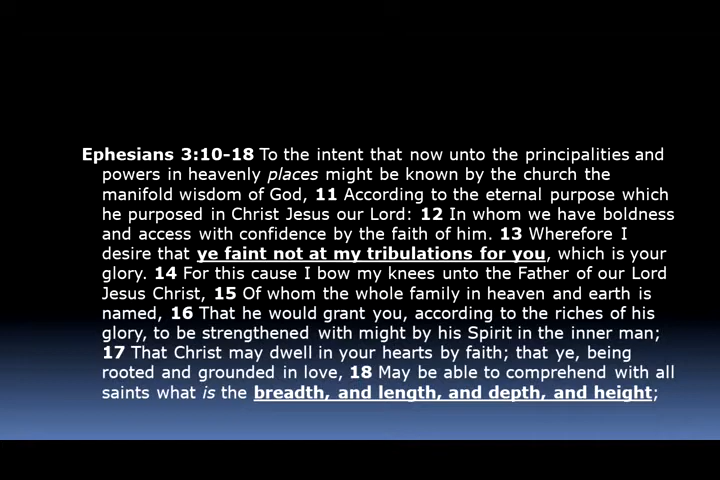 Ephesians 3:10-18 To the intent that now unto the principalities and
powers in heavenly places might be known by the church the
manifold wisdom of God, 11 According to the eternal purpose which
he purposed in Christ Jesus our Lord: 12 In whom we have boldness
and access with confidence by the faith of him. 13 Wherefore I
desire that ye faint not at my tribulations for you, which is your
glory. 14 For this cause I bow my knees unto the Father of our Lord
Jesus Christ, 15 Of whom the whole family in heaven and earth is
named, 16 That he would grant you, according to the riches of his
glory, to be strengthened with might by his Spirit in the inner man;
17 That Christ may dwell in your hearts by faith; that ye, being
rooted and grounded in love, 18 May be able to comprehend with all
saints what is the breadth, and length, and depth, and height;